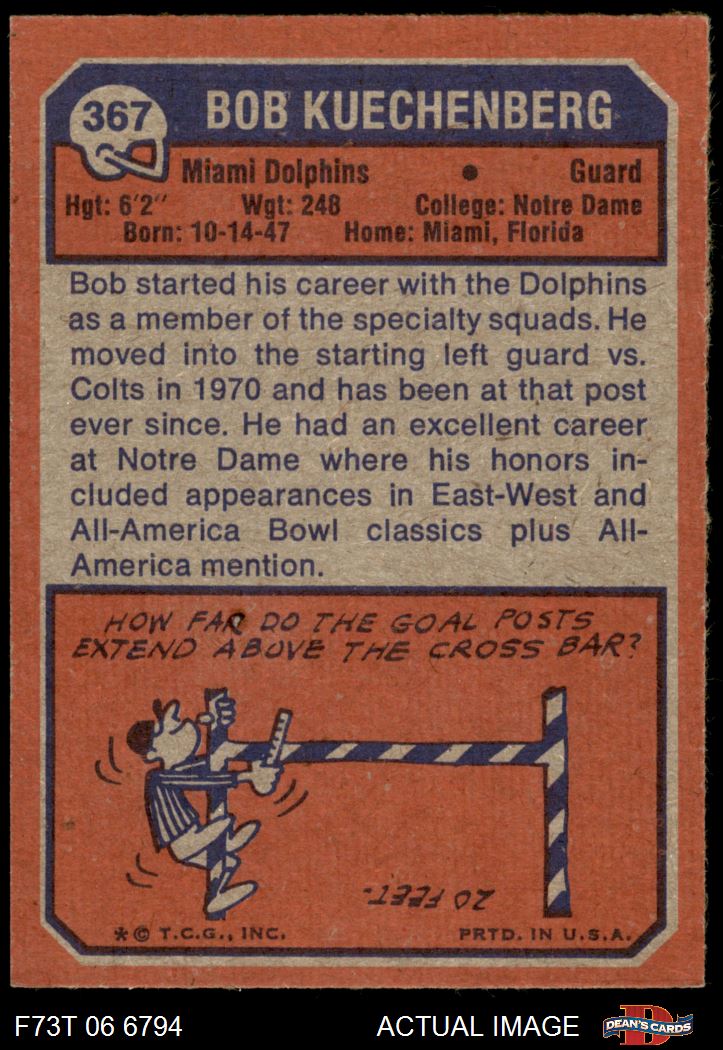 367 BOB KUECHENBERG
Miami Dolphins • Guard
Hgt: 6'2" Wgt: 248 College: Notre Dame
Born: 10-14-47 Home: Miami, Florida
Bob started his career with the Dolphins
as a member of the specialty squads. He
moved into the starting left guard vs.
Colts in 1970 and has been at that post
ever since. He had an excellent career
at Notre Dame where his honors in-
cluded appearances in East-West and
All-America Bowl classics plus All-
America mention.
HOW FAR DO THE GOAL POSTS
EXTEND ABOVE THE CROSS BAR?
20 FEET.
*© T.C.G., INC. PRTD. IN U.S.A.
F73T 06 6794 ACTUAL IMAGE D DEAN'S CARDS